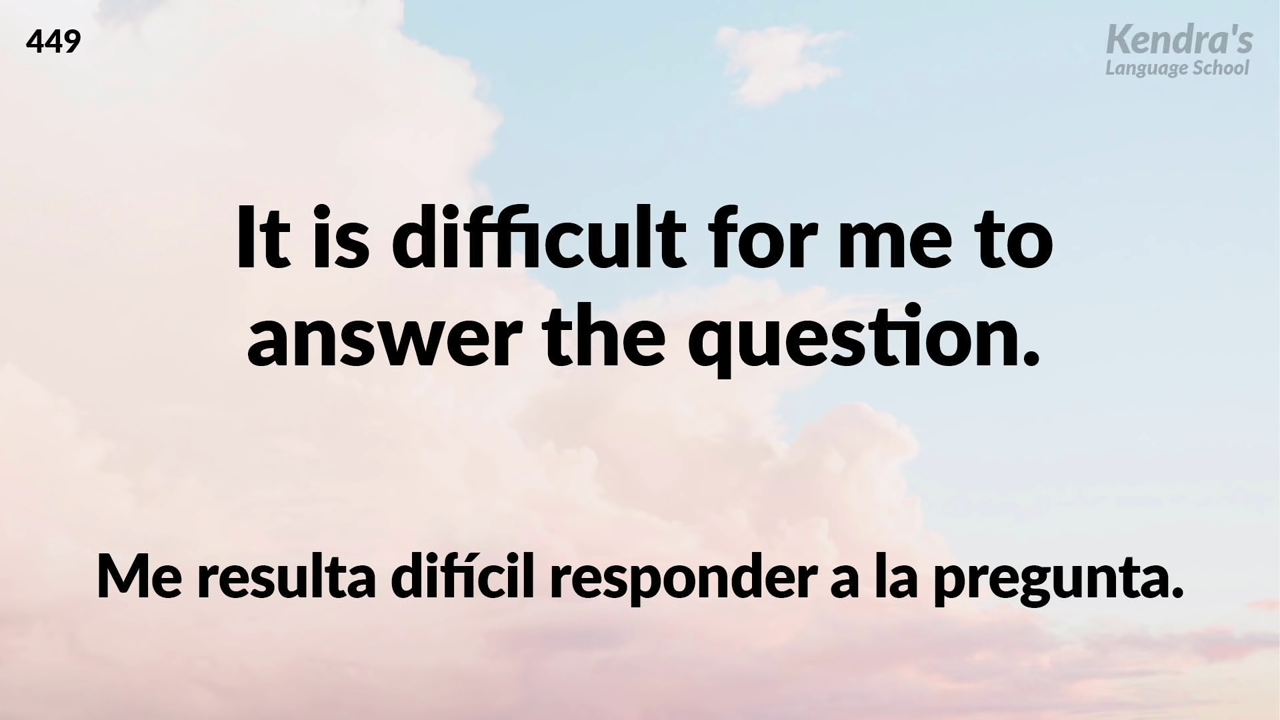 449
Kendra's
Language School
It is difficult for me to
answer the question.
Me resulta difícil responder a la pregunta.